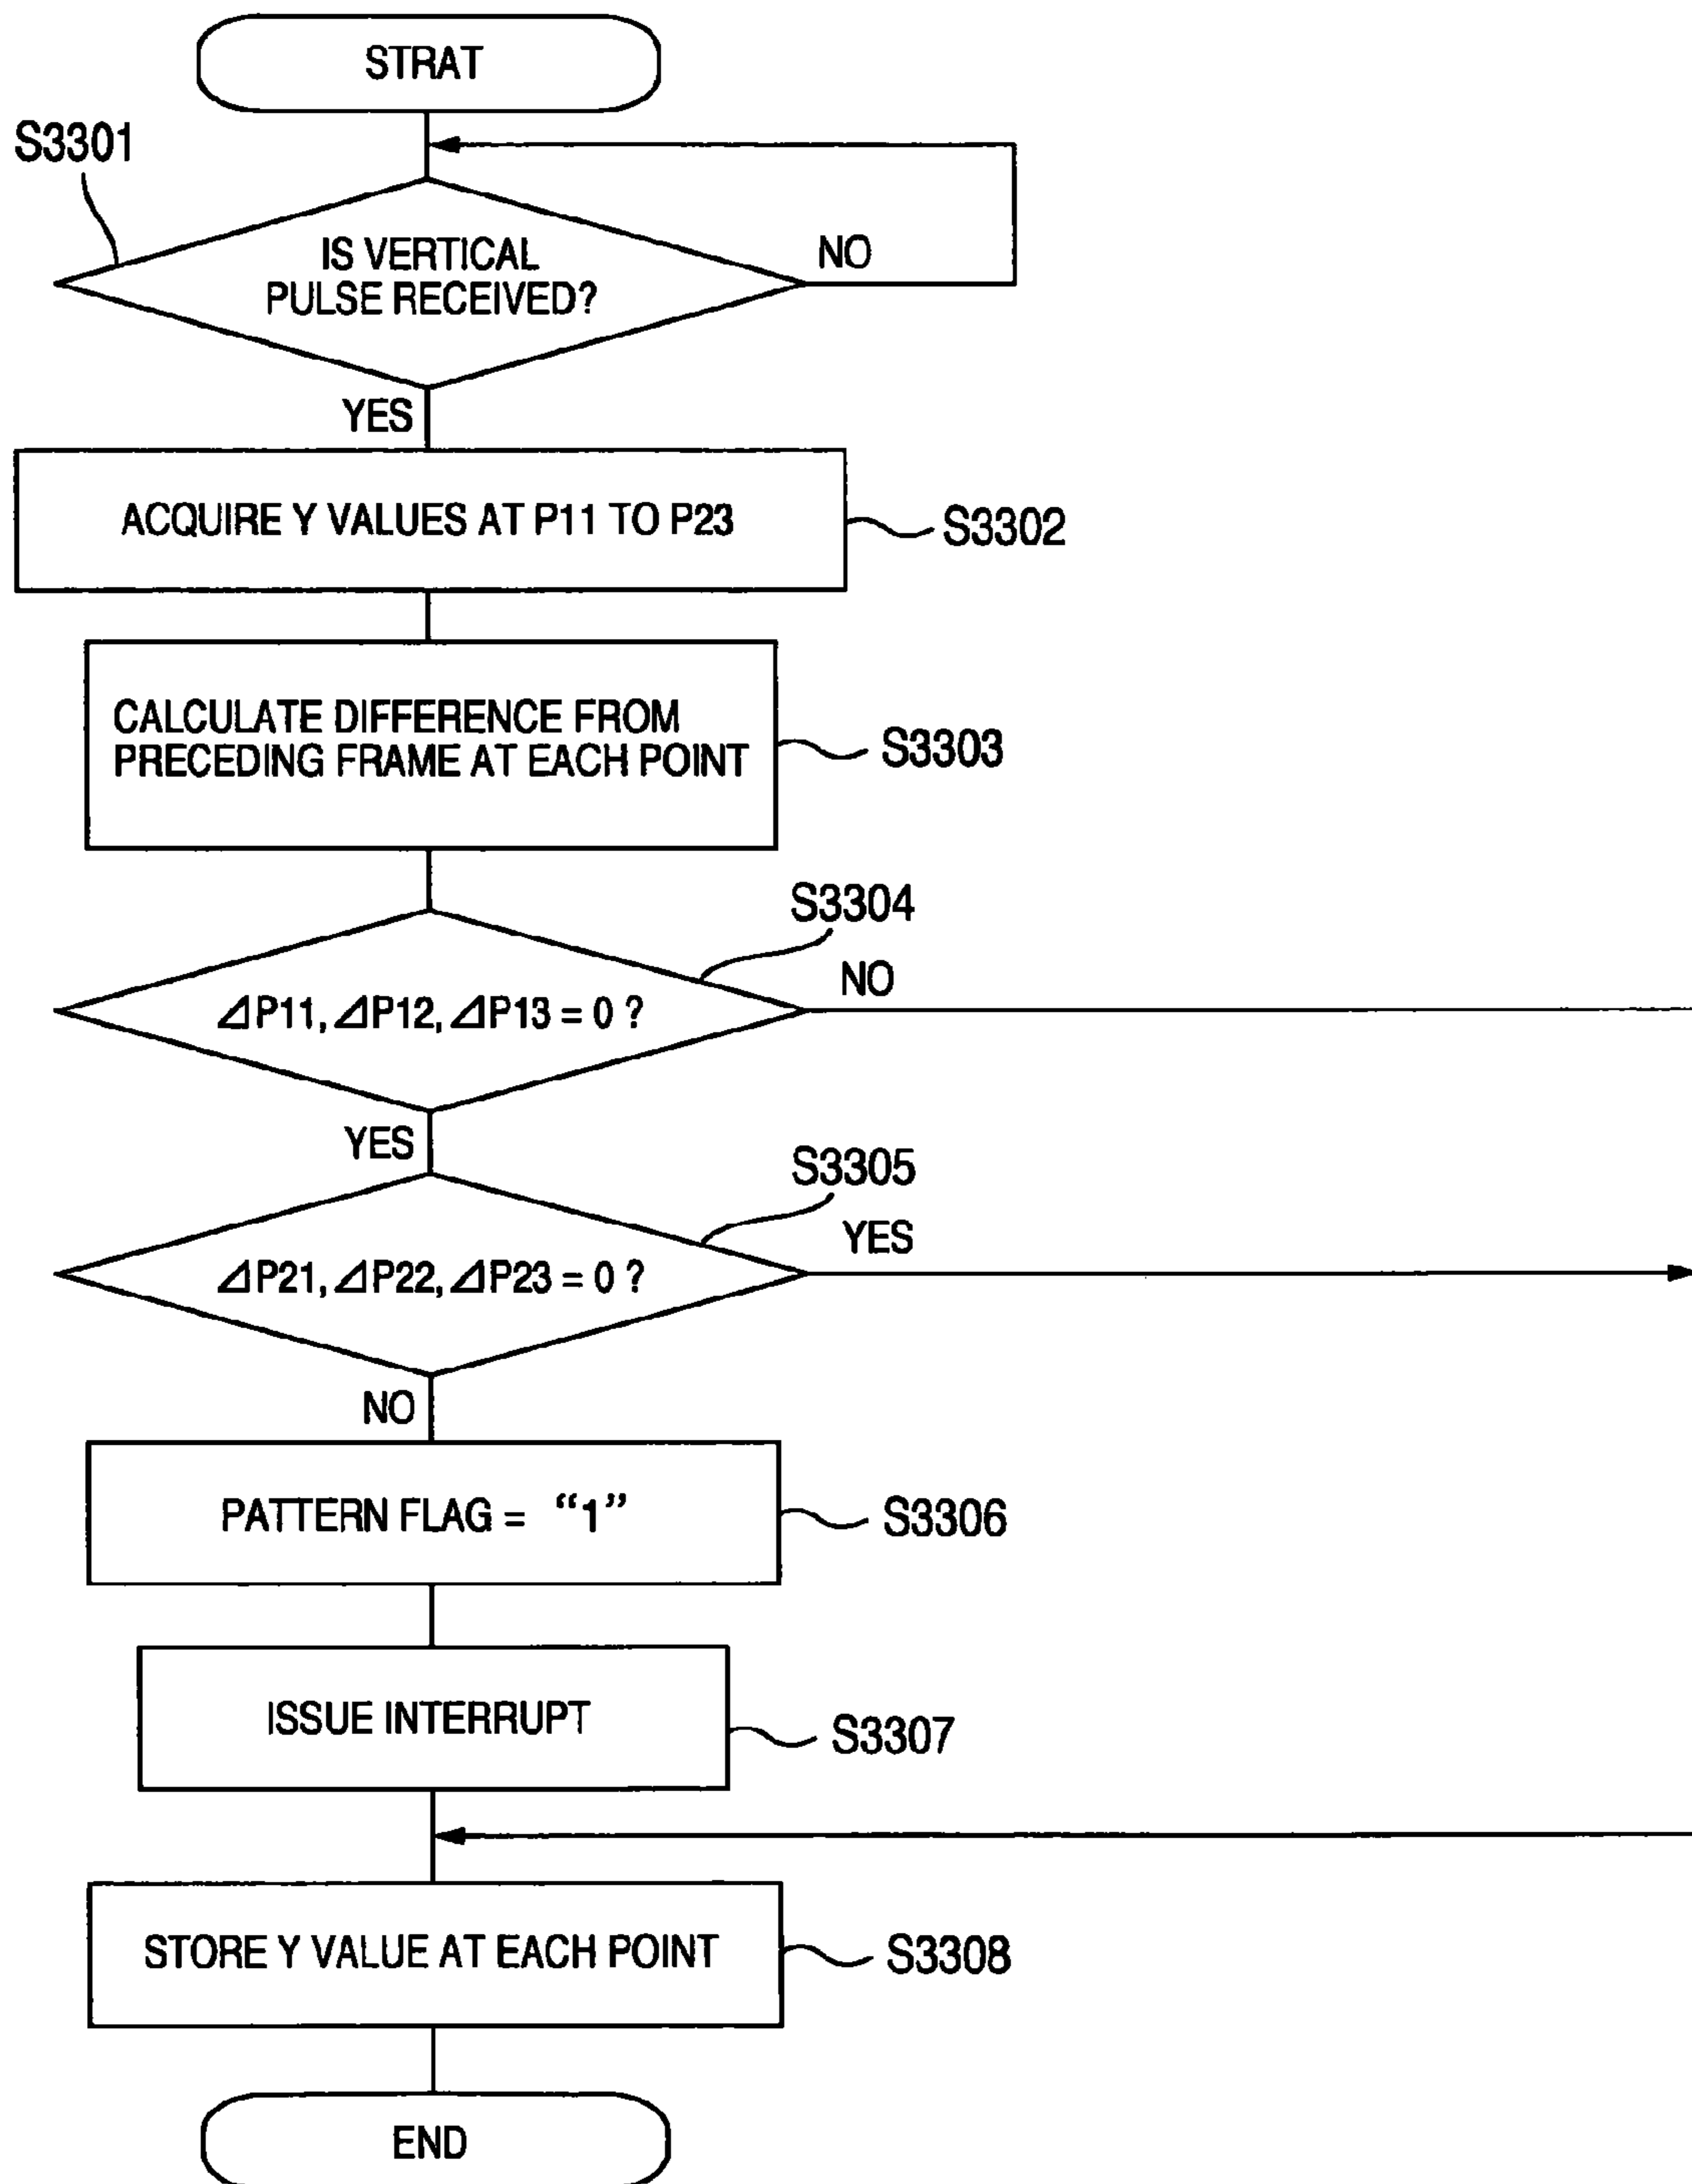 STRAT
S3301
IS VERTICAL
PULSE RECEIVED?
NO
YES
ACQUIRE Y VALUES AT P11 TO P23
S3302
CALCULATE DIFFERENCE FROM
PRECEDING FRAME AT EACH POINT
S3303
S3304
⊿P11, ⊿P12, ⊿P13 = 0 ?
NO
YES
S3305
⊿P21, ⊿P22, ⊿P23 = 0 ?
YES
NO
PATTERN FLAG = “1”
S3306
ISSUE INTERRUPT
S3307
STORE Y VALUE AT EACH POINT
S3308
END